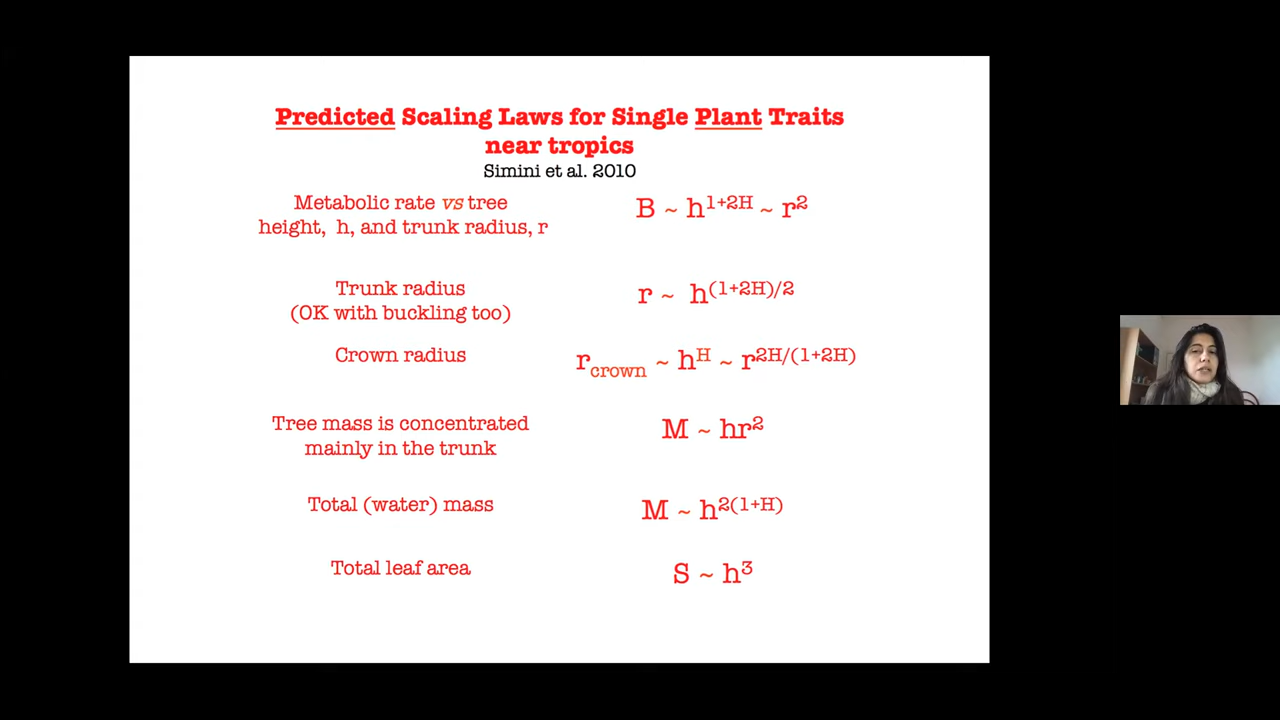 Predicted Scaling Laws for Single Plant Traits
near tropics
Simini et al. 2010
Metabolic rate vs tree
height, h, and trunk radius, r
B ~ h^{1+2H} ~ r^2
Trunk radius
(OK with buckling too)
r ~ h^{(1+2H)/2}
Crown radius
r_{crown} ~ h^H ~ r^{2H/(1+2H)}
Tree mass is concentrated
mainly in the trunk
M ~ hr^2
Total (water) mass
M ~ h^{2(1+H)}
Total leaf area
S ~ h^3